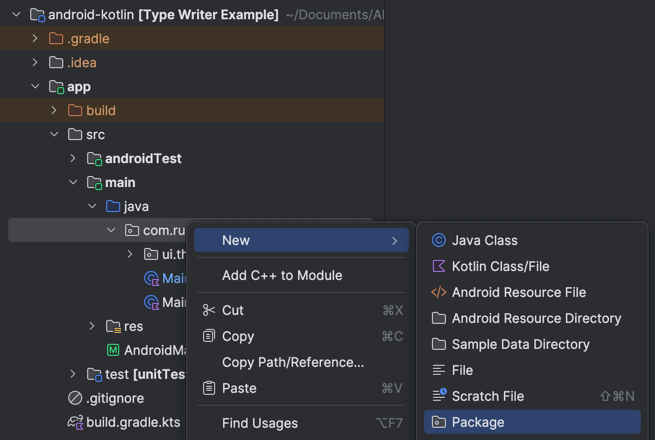 android-kotlin [Type Writer Example] ~/Documents/A
.gradle
.idea
app
build
src
androidTest
main
java
com.ru
ui.th
Mai
Mai
res
AndroidMa
test [unitTes
.gitignore
build.gradle.kts
New
Add C++ to Module
Cut ⌘X
Copy ⌘C
Copy Path/Reference...
Paste ⌘V
Find Usages ⌥F7
Java Class
Kotlin Class/File
Android Resource File
Android Resource Directory
Sample Data Directory
File
Scratch File ⇧⌘N
Package